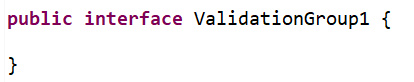 public interface ValidationGroup1 {
}